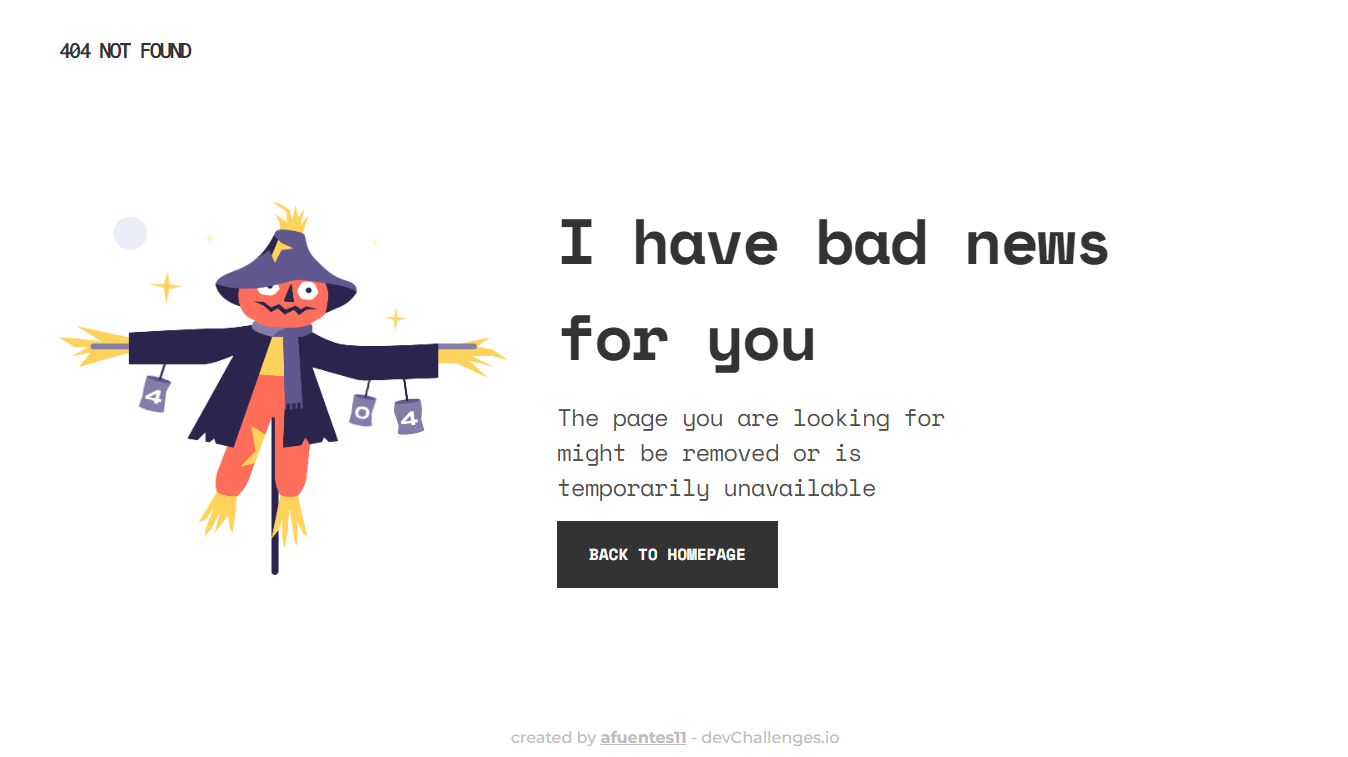 404 NOT FOUND
I have bad news
for you
4
0
4
The page you are looking for
might be removed or is
temporarily unavailable
BACK TO HOMEPAGE
created by afuentes11 - devChallenges.io